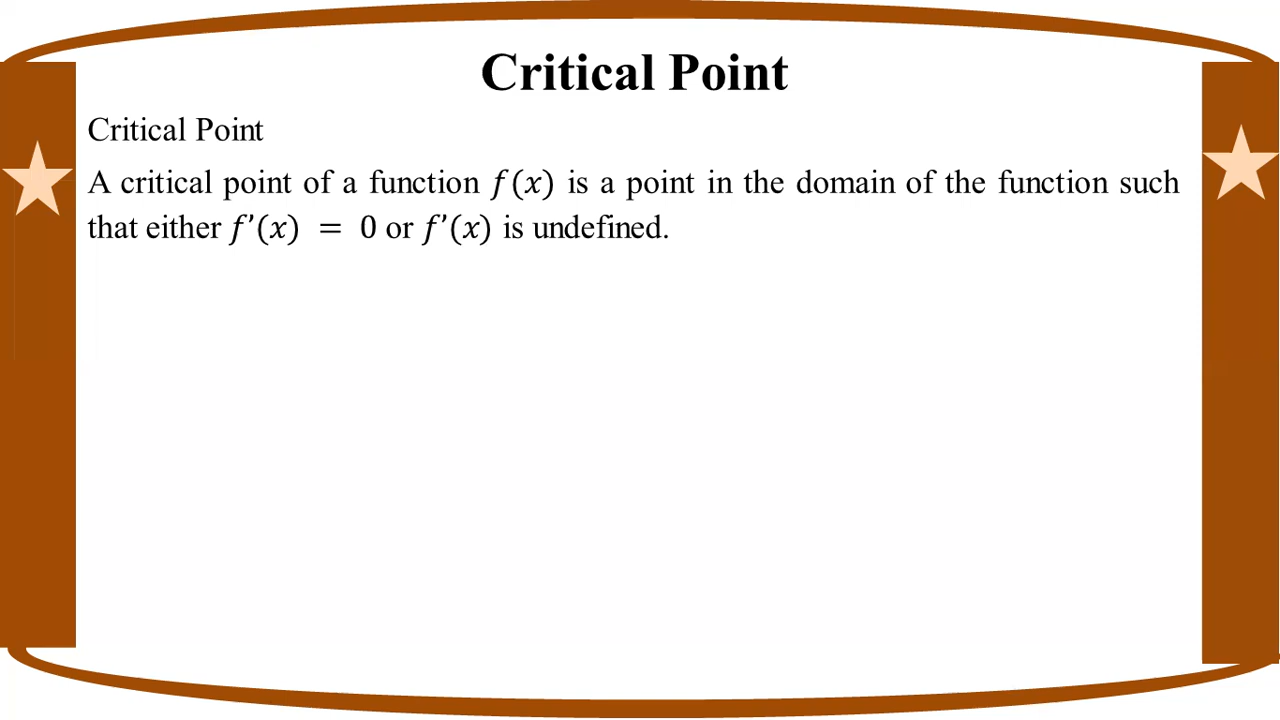 Critical Point
Critical Point
A critical point of a function 𝑓(𝑥) is a point in the domain of the function such
that either 𝑓’(𝑥) = 0 or 𝑓’(𝑥) is undefined.